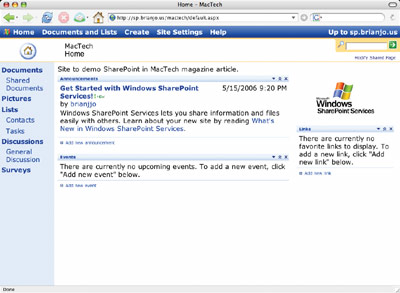 Home - MacTech
http://sp.brianjo.us/mactech/default.aspx
Home Documents and Lists Create Site Settings Help Up to sp.brianjo.us
MacTech
Home
Modify Shared Page
Documents
Shared Documents
Pictures
Lists
Contacts
Tasks
Discussions
General Discussion
Surveys
Site to demo SharePoint in MacTech magazine article.
Announcements
Get Started with Windows SharePoint 5/15/2006 9:20 PM
Services!
by brianjjo
Windows SharePoint Services lets you share information and files
easily with others. Learn about your new site by reading What's
New in Windows SharePoint Services.
Add new announcement
Events
There are currently no upcoming events. To add a new event, click
"Add new event" below.
Add new event
Microsoft
Windows
SharePoint Services
Links
There are currently no
favorite links to display. To
add a new link, click "Add
new link" below.
Add new link
Done